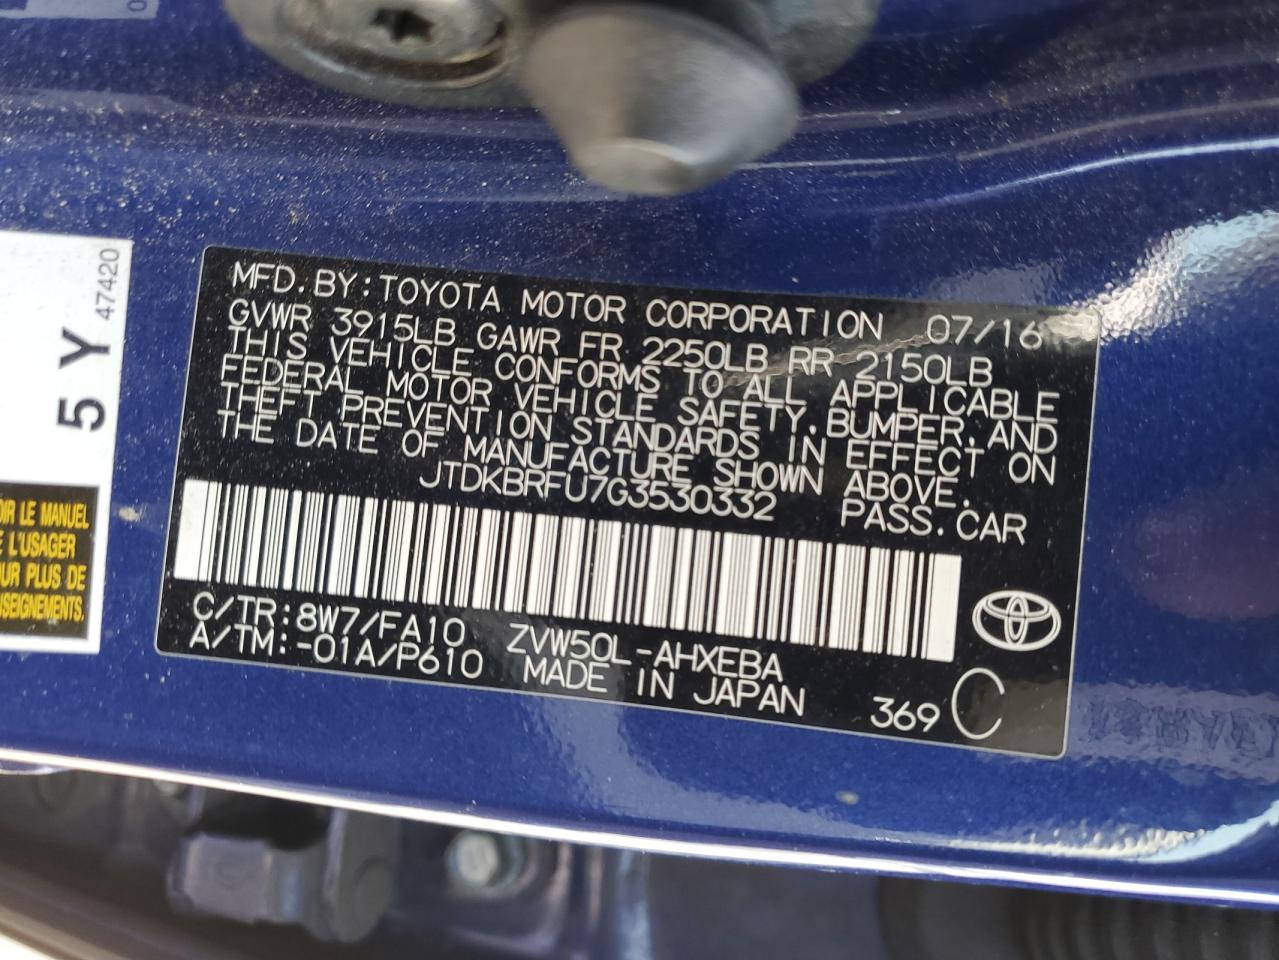 MFD.BY:TOYOTA MOTOR CORPORATION 07/16
GVWR 3915LB GAWR FR 2250LB RR 2150LB
THIS VEHICLE CONFORMS TO ALL APPLICABLE
FEDERAL MOTOR VEHICLE SAFETY,BUMPER,AND
THEFT PREVENTION STANDARDS IN EFFECT ON
THE DATE OF MANUFACTURE SHOWN ABOVE.
JTDKBRFU7G3530332 PASS.CAR
C/TR:8W7/FA10 ZVW50L-AHXEBA
A/TM:-01A/P610 MADE IN JAPAN 369 C
5 Y 47420
OIR LE MANUEL
L'USAGER
PLUS DE